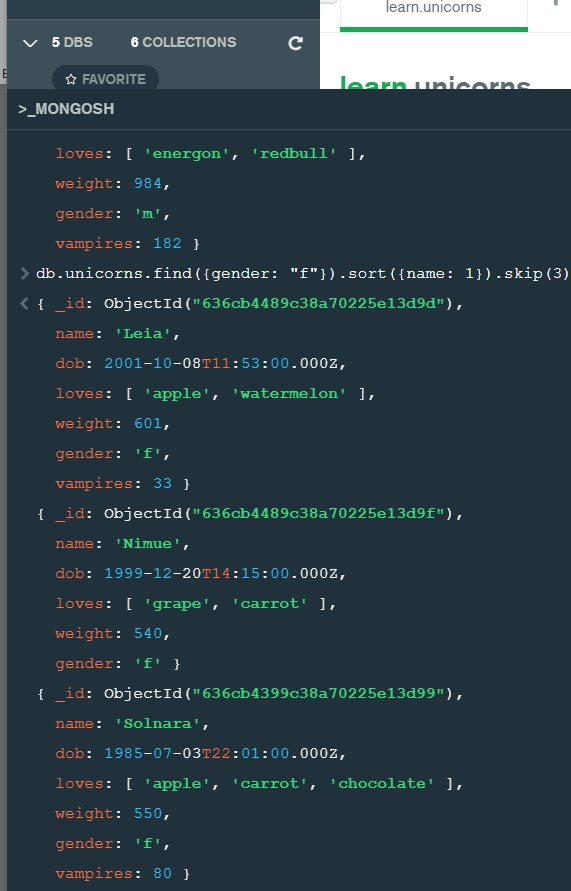 learn.unicorns
5 DBS 6 COLLECTIONS
FAVORITE
learn.unicorns
>_MONGOSH
loves: [ 'energon', 'redbull' ],
weight: 984,
gender: 'm',
vampires: 182 }
> db.unicorns.find({gender: "f"}).sort({name: 1}).skip(3)
< { _id: ObjectId("636cb4489c38a70225e13d9d"),
name: 'Leia',
dob: 2001-10-08T11:53:00.000Z,
loves: [ 'apple', 'watermelon' ],
weight: 601,
gender: 'f',
vampires: 33 }
{ _id: ObjectId("636cb4489c38a70225e13d9f"),
name: 'Nimue',
dob: 1999-12-20T14:15:00.000Z,
loves: [ 'grape', 'carrot' ],
weight: 540,
gender: 'f' }
{ _id: ObjectId("636cb4399c38a70225e13d99"),
name: 'Solnara',
dob: 1985-07-03T22:01:00.000Z,
loves: [ 'apple', 'carrot', 'chocolate' ],
weight: 550,
gender: 'f',
vampires: 80 }